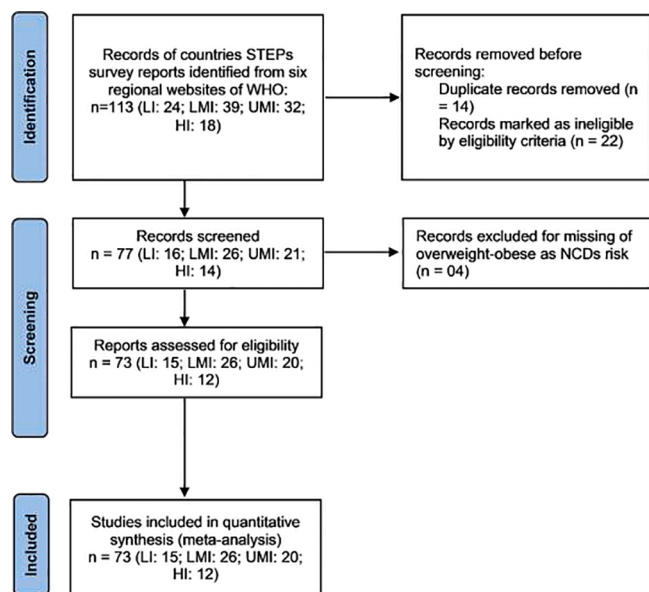 Identification
Records of countries STEPs
survey reports identified from six
regional websites of WHO:
n=113 (LI: 24; LMI: 39; UMI: 32;
HI: 18)
Records removed before
screening:
Duplicate records removed (n
= 14)
Records marked as ineligible
by eligibility criteria (n = 22)
Screening
Records screened
n = 77 (LI: 16; LMI: 26; UMI: 21;
HI: 14)
Records excluded for missing of
overweight-obese as NCDs risk
(n = 04)
Reports assessed for eligibility
n = 73 (LI: 15; LMI: 26; UMI: 20;
HI: 12)
Included
Studies included in quantitative
synthesis (meta-analysis)
n = 73 (LI: 15; LMI: 26; UMI: 20;
HI: 12)